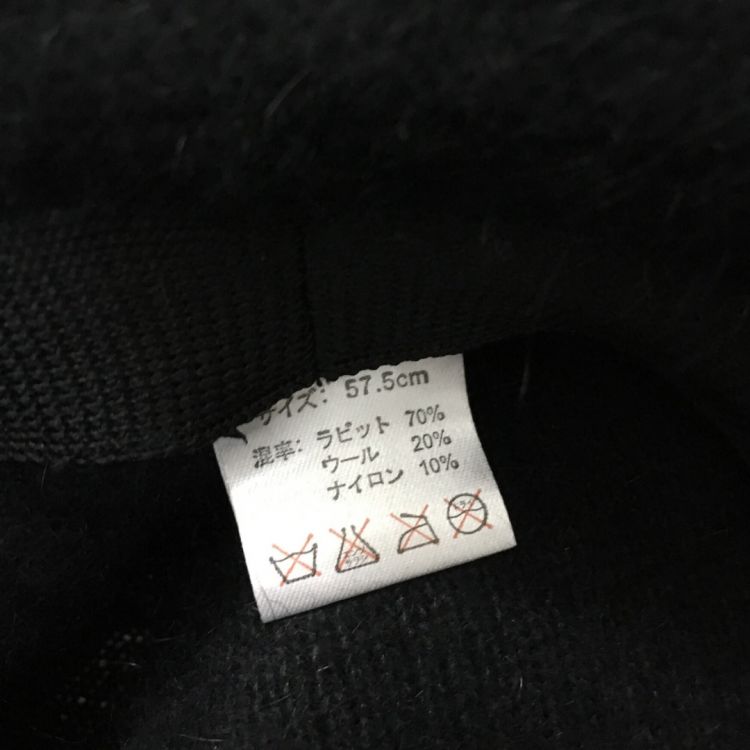 サイズ: 57.5cm
混率: ラビット 70%
ウール 20%
ナイロン 10%